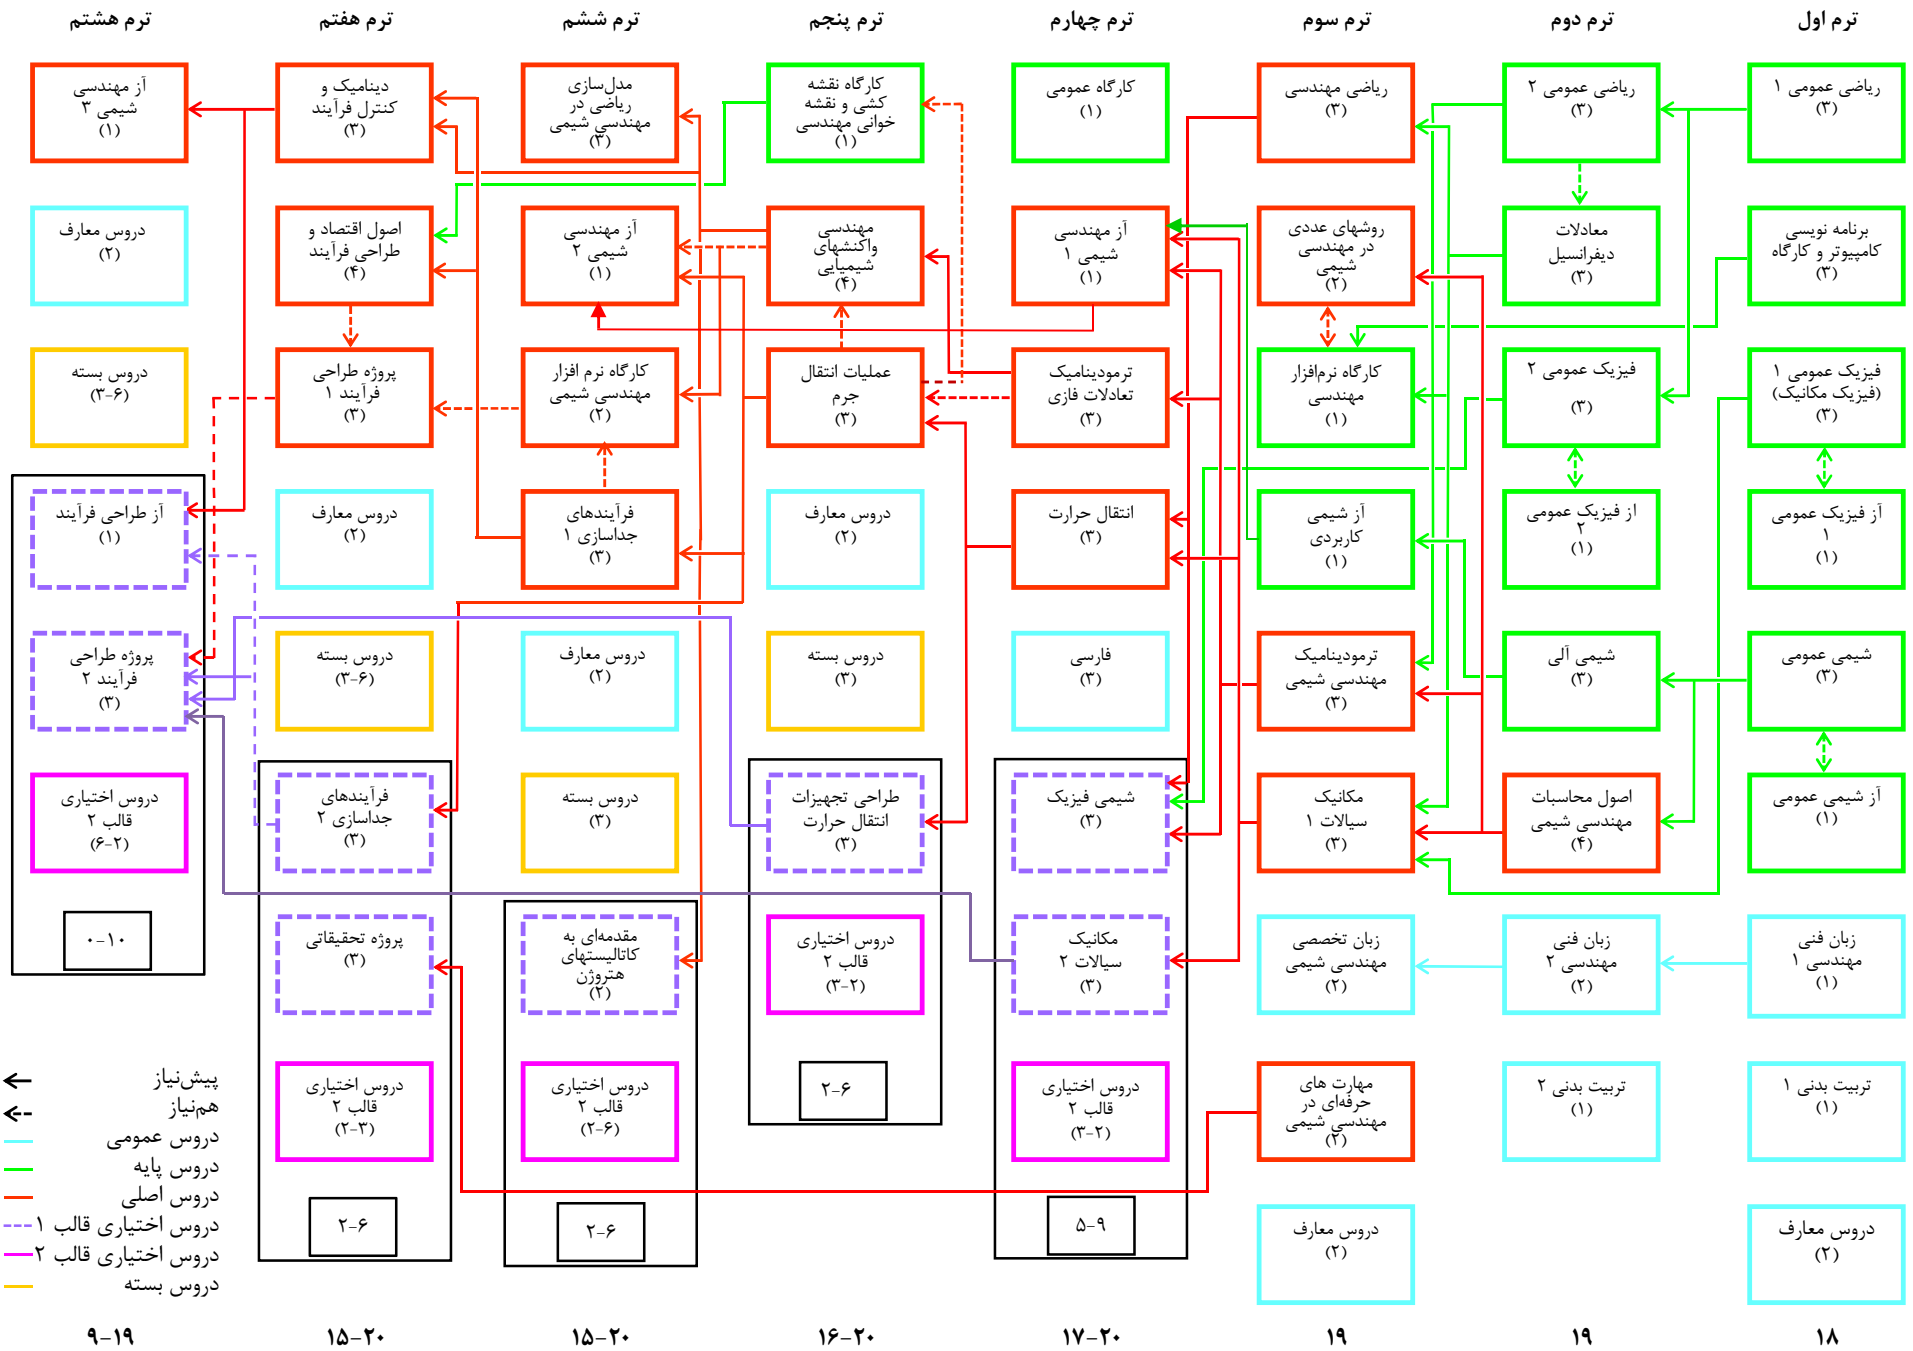 ترم اول
ریاضی عمومی ۱
(۳)
برنامه نویسی
کامپیوتر و کارگاه
(۳)
فیزیک عمومی ۱
(فیزیک مکانیک)
(۳)
آز فیزیک عمومی
۱
(۱)
شیمی عمومی
(۳)
آز شیمی عمومی
(۱)
زبان فنی
مهندسی ۱
(۱)
تربیت بدنی ۱
(۱)
دروس معارف
(۲)
۱۸
ترم دوم
ریاضی عمومی ۲
(۳)
معادلات
دیفرانسیل
(۳)
فیزیک عمومی ۲
(۳)
از فیزیک عمومی
۲
(۱)
شیمی آلی
(۳)
اصول محاسبات
مهندسی شیمی
(۴)
زبان فنی
مهندسی ۲
(۲)
تربیت بدنی ۲
(۱)
۱۹
ترم سوم
ریاضی مهندسی
(۳)
روشهای عددی
در مهندسی
شیمی
(۲)
کارگاه نرم‌افزار
مهندسی
(۱)
آز شیمی
کاربردی
(۱)
ترمودینامیک
مهندسی شیمی
(۳)
مکانیک
سیالات ۱
(۳)
زبان تخصصی
مهندسی شیمی
(۲)
مهارت های
حرفه‌ای در
مهندسی شیمی
(۲)
دروس معارف
(۲)
۱۹
ترم چهارم
کارگاه عمومی
(۱)
آز مهندسی
شیمی ۱
(۱)
ترمودینامیک
تعادلات فازی
(۳)
انتقال حرارت
(۳)
فارسی
(۳)
شیمی فیزیک
(۳)
مکانیک
سیالات ۲
(۳)
دروس اختیاری
قالب ۲
(۳-۲)
۵-۹
۱۷-۲۰
ترم پنجم
کارگاه نقشه
کشی و نقشه
خوانی مهندسی
(۱)
مهندسی
واکنشهای
شیمیایی
(۴)
عملیات انتقال
جرم
(۳)
دروس معارف
(۲)
دروس بسته
(۳)
طراحی تجهیزات
انتقال حرارت
(۳)
دروس اختیاری
قالب ۲
(۳-۲)
۲-۶
۱۶-۲۰
ترم ششم
مدل‌سازی
ریاضی در
مهندسی شیمی
(۳)
آز مهندسی
شیمی ۲
(۱)
کارگاه نرم افزار
مهندسی شیمی
(۲)
فرآیندهای
جداسازی ۱
(۳)
دروس معارف
(۲)
دروس بسته
(۳)
مقدمه‌ای به
کاتالیستهای
هتروژن
(۲)
دروس اختیاری
قالب ۲
(۲-۶)
۲-۶
۱۵-۲۰
ترم هفتم
دینامیک و
کنترل فرآیند
(۳)
اصول اقتصاد و
طراحی فرآیند
(۴)
پروژه طراحی
فرآیند ۱
(۳)
دروس معارف
(۲)
دروس بسته
(۳-۶)
فرآیندهای
جداسازی ۲
(۳)
پروژه تحقیقاتی
(۳)
دروس اختیاری
قالب ۲
(۲-۳)
۲-۶
۱۵-۲۰
ترم هشتم
آز مهندسی
شیمی ۳
(۱)
دروس معارف
(۲)
دروس بسته
(۳-۶)
آز طراحی فرآیند
(۱)
پروژه طراحی
فرآیند ۲
(۳)
دروس اختیاری
قالب ۲
(۶-۲)
۰-۱۰
پیش‌نیاز
هم‌نیاز
دروس عمومی
دروس پایه
دروس اصلی
دروس اختیاری قالب ۱
دروس اختیاری قالب ۲
دروس بسته
۹-۱۹